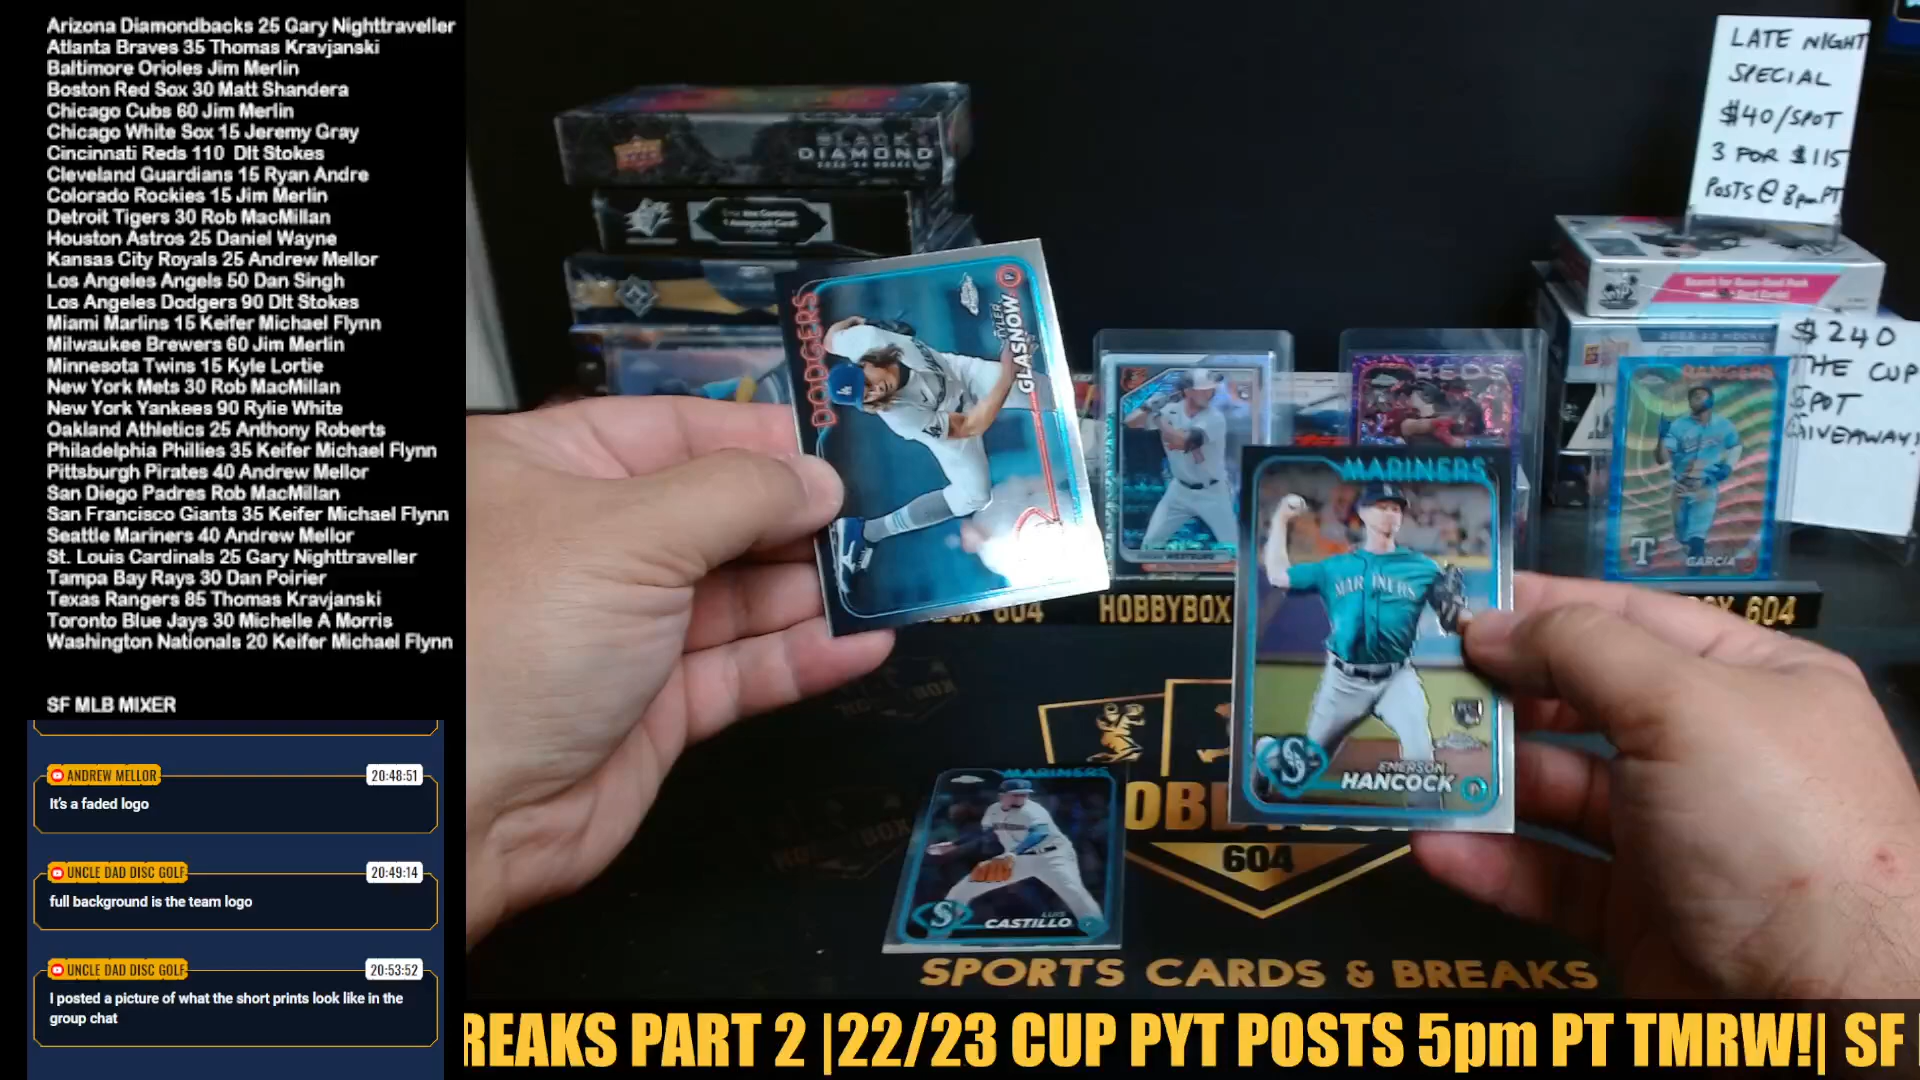 Arizona Diamondbacks 25 Gary Nighttraveller
Atlanta Braves 35 Thomas Kravjanski
Baltimore Orioles Jim Merlin
Boston Red Sox 30 Matt Shandera
Chicago Cubs 60 Jim Merlin
Chicago White Sox 15 Jeremy Gray
Cincinnati Reds 110 Dlt Stokes
Cleveland Guardians 15 Ryan Andre
Colorado Rockies 15 Jim Merlin
Detroit Tigers 30 Rob MacMillan
Houston Astros 25 Daniel Wayne
Kansas City Royals 25 Andrew Mellor
Los Angeles Angels 50 Dan Singh
Los Angeles Dodgers 90 Dlt Stokes
Miami Marlins 15 Keifer Michael Flynn
Milwaukee Brewers 60 Jim Merlin
Minnesota Twins 15 Kyle Lortie
New York Mets 30 Rob MacMillan
New York Yankees 90 Rylie White
Oakland Athletics 25 Anthony Roberts
Philadelphia Phillies 35 Keifer Michael Flynn
Pittsburgh Pirates 40 Andrew Mellor
San Diego Padres Rob MacMillan
San Francisco Giants 35 Keifer Michael Flynn
Seattle Mariners 40 Andrew Mellor
St. Louis Cardinals 25 Gary Nighttraveller
Tampa Bay Rays 30 Dan Poirier
Texas Rangers 85 Thomas Kravjanski
Toronto Blue Jays 30 Michelle A Morris
Washington Nationals 20 Keifer Michael Flynn
SF MLB MIXER
ANDREW MELLOR 20:48:51
It's a faded logo
UNCLE DAD DISC GOLF 20:49:14
full background is the team logo
UNCLE DAD DISC GOLF 20:53:52
I posted a picture of what the short prints look like in the
group chat
LATE NIGHT
SPECIAL
$40/SPOT
3 FOR $115
POSTS @ 8pm PT
BLACK
DIAMOND
$240
THE CUP
SPOT
GIVEAWAY!
DODGERS
TYLER
GLASNOW
REDS
RANGERS
GARCIA
MARINERS
MARINERS
EMERSON
HANCOCK
604
HOBBYBOX
604
MARINERS
LUIS
CASTILLO
604
SPORTS CARDS & BREAKS
REAKS PART 2 |22/23 CUP PYT POSTS 5pm PT TMRW!| SF